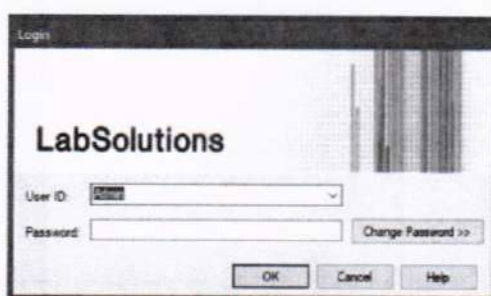 Login
LabSolutions
User ID: Admin
Password:
Change Password >>
OK Cancel Help